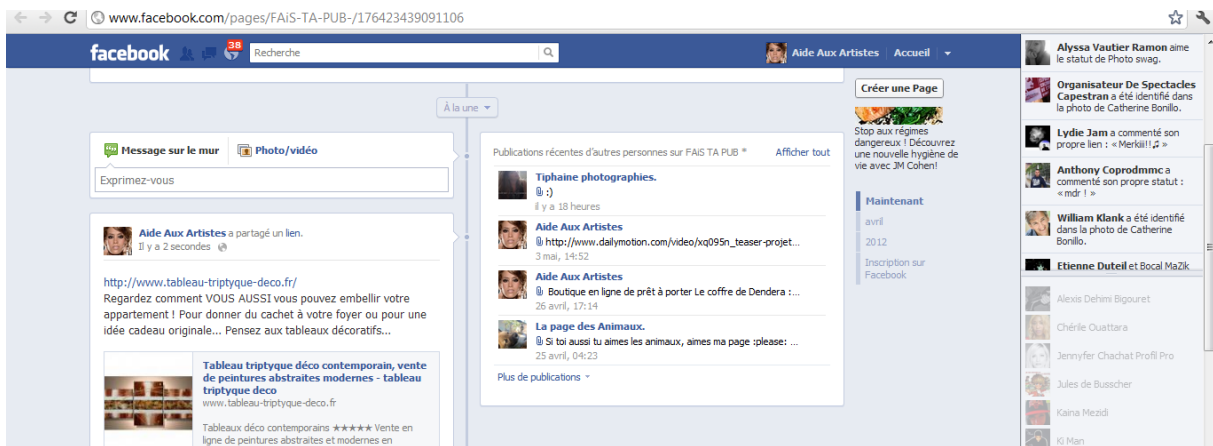 www.facebook.com/pages/FAiS-TA-PUB-/176423439091106
facebook
38
Recherche
Aide Aux Artistes
Accueil
À la une
Message sur le mur
Photo/vidéo
Exprimez-vous
Aide Aux Artistes a partagé un lien.
Il y a 2 secondes
http://www.tableau-triptyque-deco.fr/
Regardez comment VOUS AUSSI vous pouvez embellir votre
appartement ! Pour donner du cachet à votre foyer ou pour une
idée cadeau originale... Pensez aux tableaux décoratifs...
Tableau triptyque déco contemporain, vente
de peintures abstraites modernes - tableau
triptyque deco
www.tableau-triptyque-deco.fr
Tableaux déco contemporains ★★★★★ Vente en
ligne de peintures abstraites et modernes en
Publications récentes d'autres personnes sur FAiS TA PUB
Afficher tout
Tiphaine photographies.
:)
il y a 18 heures
Aide Aux Artistes
http://www.dailymotion.com/video/xq095n_teaser-projet...
3 mai, 14:52
Aide Aux Artistes
Boutique en ligne de prêt à porter Le coffre de Dendera :...
26 avril, 17:14
La page des Animaux.
Si toi aussi tu aimes les animaux, aimes ma page :please: ...
25 avril, 04:23
Plus de publications
Créer une Page
Stop aux régimes
dangereux ! Découvrez
une nouvelle hygiène de
vie avec JM Cohen!
Maintenant
avril
2012
Inscription sur
Facebook
Alyssa Vautier Ramon aime
le statut de Photo swag.
Organisateur De Spectacles
Capestran a été identifié dans
la photo de Catherine Bonillo.
Lydie Jam a commenté son
propre lien : « Merkiii!!♫ »
Anthony Coprodmmc a
commenté son propre statut :
« mdr ! »
William Klank a été identifié
dans la photo de Catherine
Bonillo.
Etienne Duteil et Bocal MaZik
Alexis Dehimi Bigouret
Chérile Ouattara
Jennyfer Chachat Profil Pro
Jules de Busscher
Kaina Mezidi
Ki Man